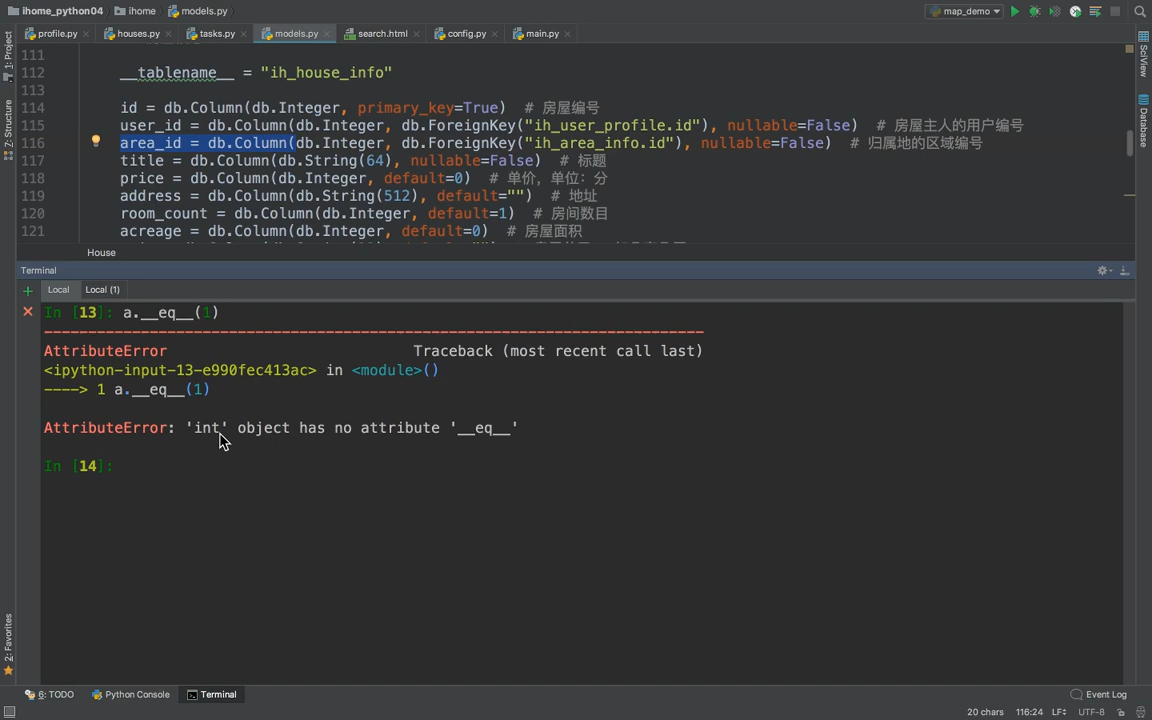 ihome_python04 ihome models.py map_demo
profile.py houses.py tasks.py models.py search.html config.py main.py
111
112 __tablename__ = "ih_house_info"
113
114 id = db.Column(db.Integer, primary_key=True) # 房屋编号
115 user_id = db.Column(db.Integer, db.ForeignKey("ih_user_profile.id"), nullable=False) # 房屋主人的用户编号
116 area_id = db.Column(db.Integer, db.ForeignKey("ih_area_info.id"), nullable=False) # 归属地的区域编号
117 title = db.Column(db.String(64), nullable=False) # 标题
118 price = db.Column(db.Integer, default=0) # 单价，单位：分
119 address = db.Column(db.String(512), default="") # 地址
120 room_count = db.Column(db.Integer, default=1) # 房间数目
121 acreage = db.Column(db.Integer, default=0) # 房屋面积
House
Terminal
Local Local (1)
In [13]: a.__eq__(1)
---------------------------------------------------------------------------
AttributeError Traceback (most recent call last)
<ipython-input-13-e990fec413ac> in <module>()
----> 1 a.__eq__(1)
AttributeError: 'int' object has no attribute '__eq__'
In [14]:
1: Project
7: Structure
2: Favorites
SciView
Database
6: TODO Python Console Terminal Event Log
20 chars 116:24 LF UTF-8